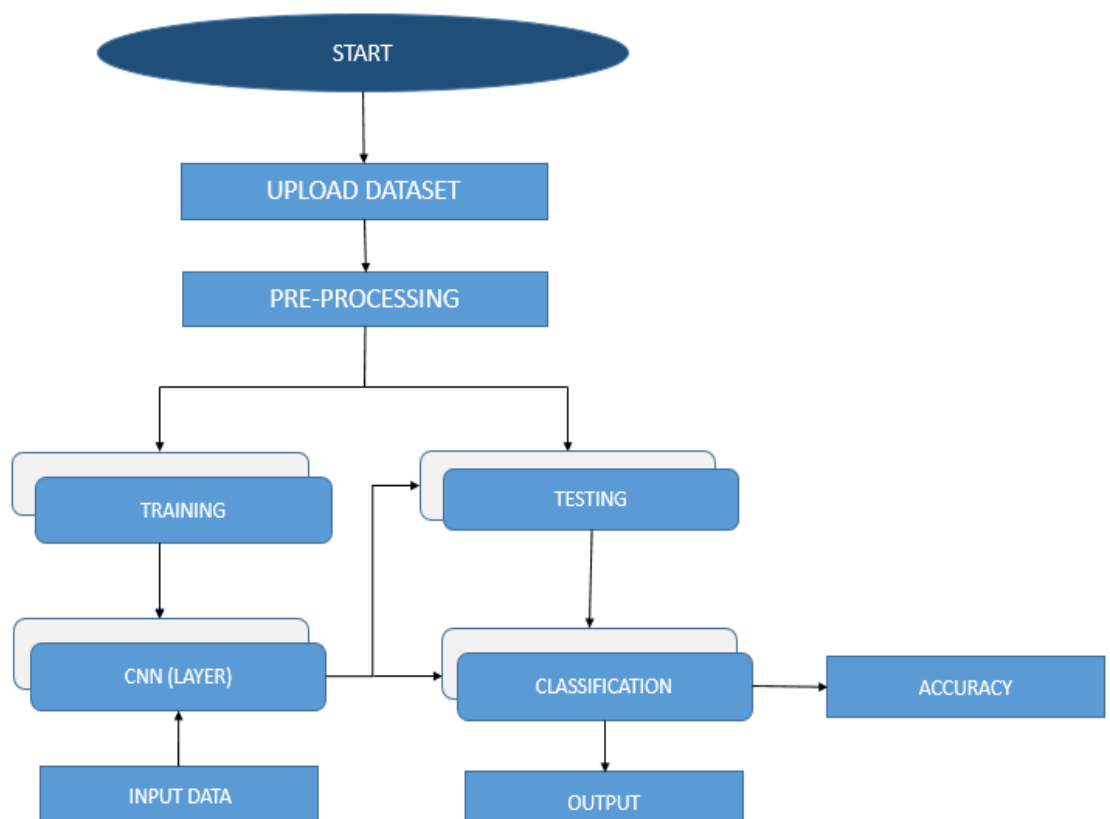 START
UPLOAD DATASET
PRE-PROCESSING
TRAINING
TESTING
CNN (LAYER)
CLASSIFICATION
ACCURACY
INPUT DATA
OUTPUT